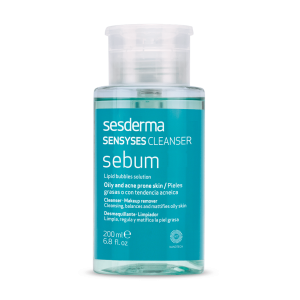 sesderma
SENSYSES CLEANSER
sebum
Lipid bubbles solution
Oily and acne prone skin / Pieles
grasas o con tendencia acneica
Cleanser · Makeup remover
Cleansing, balances and mattifies oily skin
Desmaquillante · Limpiador
Limpia, regula y matifica la piel grasa
200 ml ℮
6.8 fl. oz